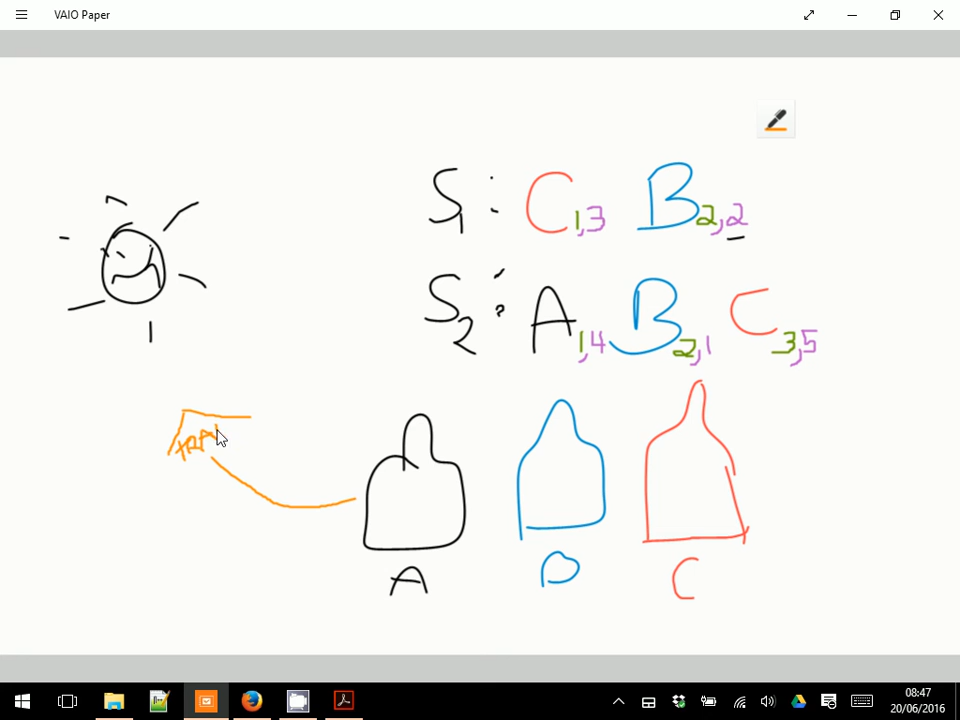 VAIO Paper
S1: C1,3 B2,2
S2: A1,4 B2,1 C3,5
TRA
A
D
C
08:47
20/06/2016